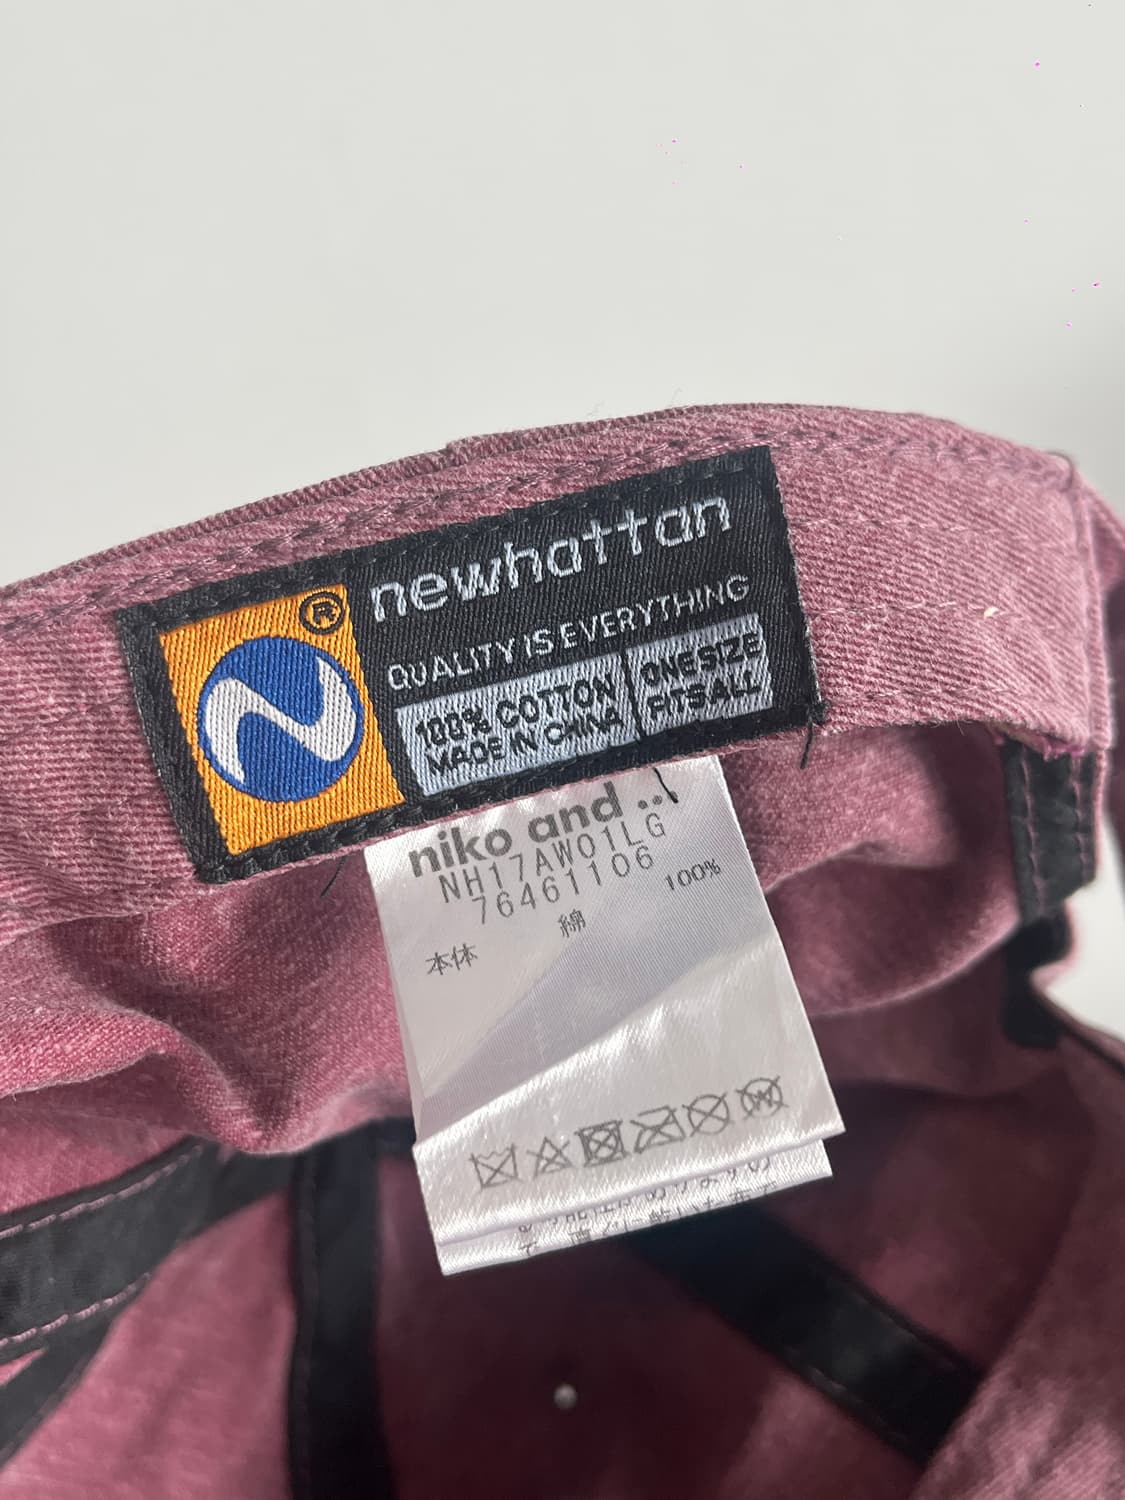 ®
newhattan
QUALITY IS EVERYTHING
100% COTTON
MADE IN CHINA
ONE SIZE
FITS ALL
niko and ...
NH17AW01LG
76461106
本体 綿 100%
W